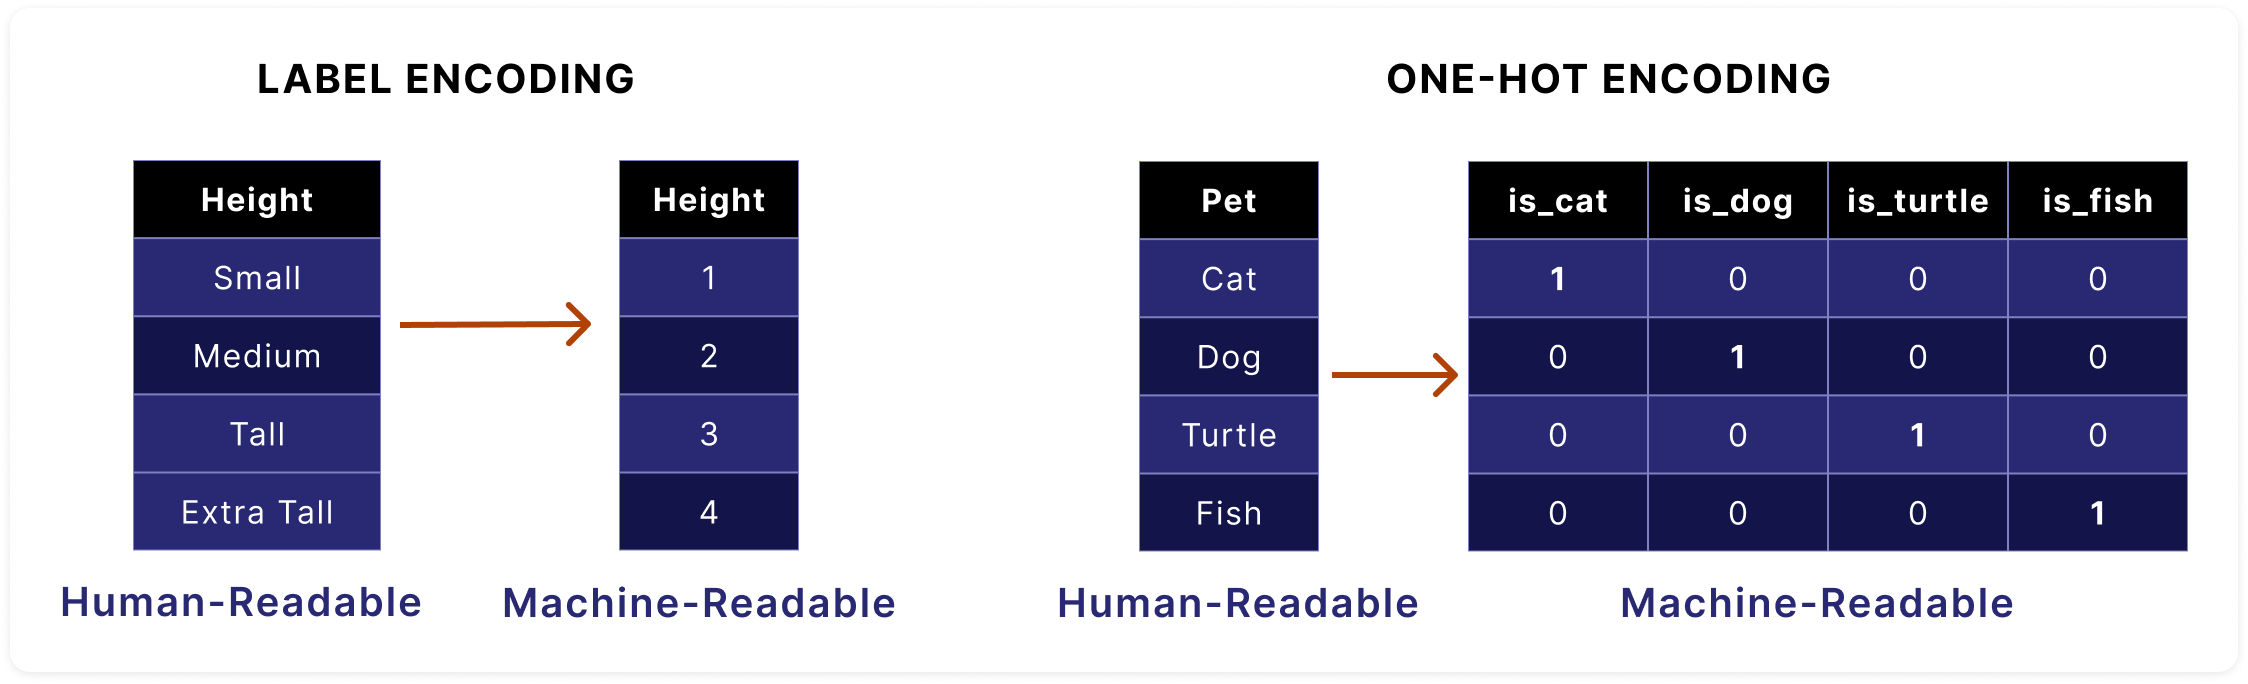 LABEL ENCODING
ONE-HOT ENCODING
Height
Small
Medium
Tall
Extra Tall
Human-Readable
Height
1
2
3
4
Machine-Readable
Pet
Cat
Dog
Turtle
Fish
Human-Readable
is_cat is_dog is_turtle is_fish
1 0 0 0
0 1 0 0
0 0 1 0
0 0 0 1
Machine-Readable